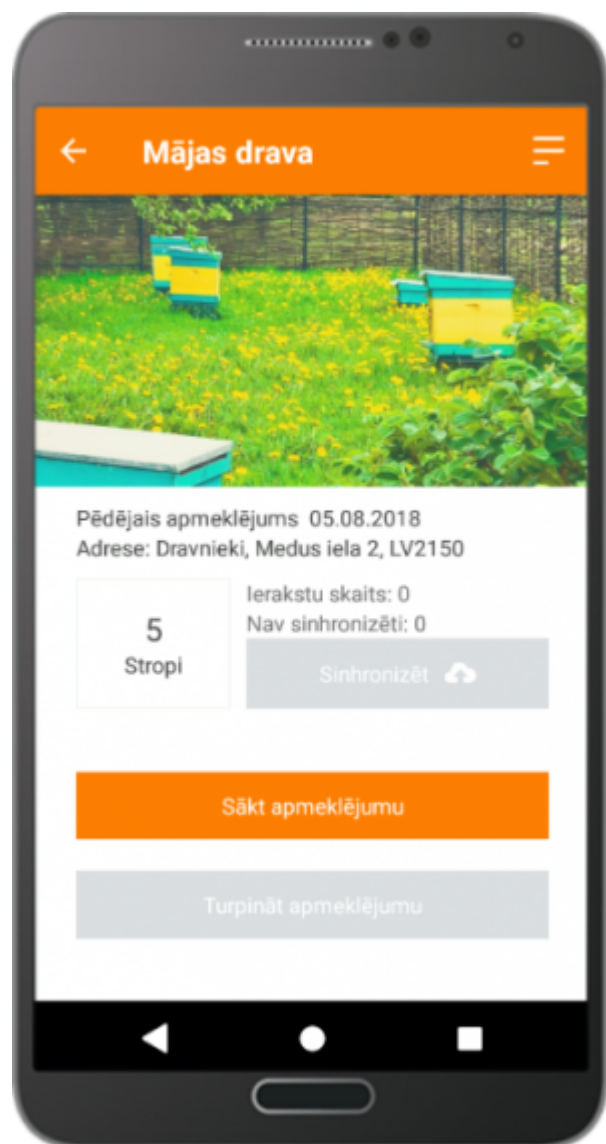 Mājas drava
Pēdējais apmeklējums 05.08.2018
Adrese: Dravnieki, Medus iela 2, LV2150
5
Stropi
Ierakstu skaits: 0
Nav sinhronizēti: 0
Sinhronizēt
Sākt apmeklējumu
Turpināt apmeklējumu